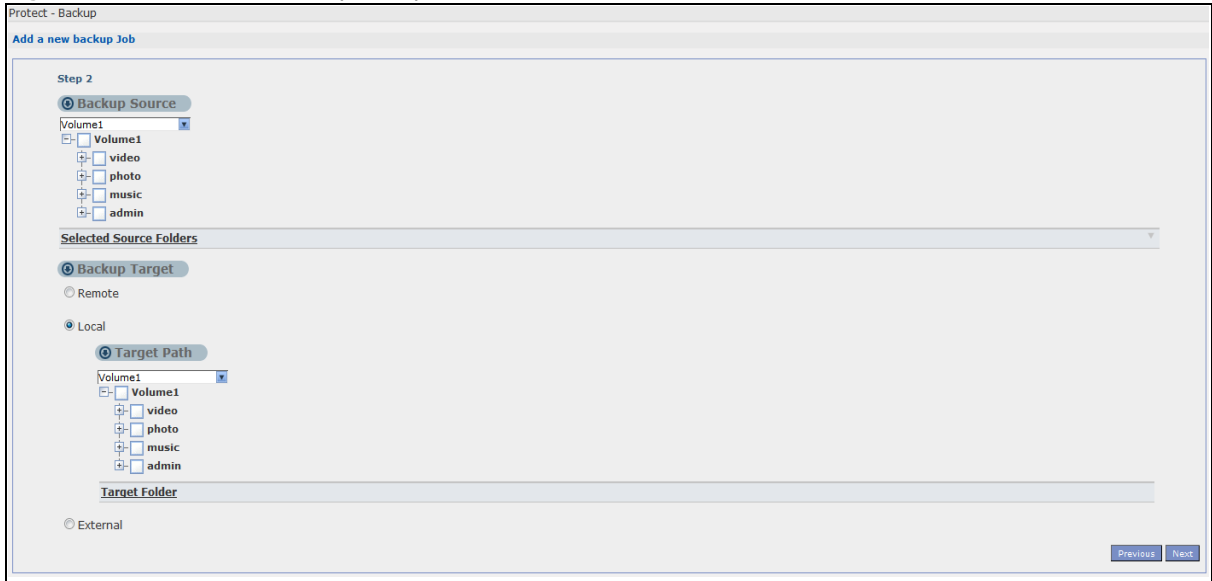 Protect - Backup
Add a new backup Job
Step 2
Backup Source
Volume1
Volume1
video
photo
music
admin
Selected Source Folders
Backup Target
Remote
Local
Target Path
Volume1
Volume1
video
photo
music
admin
Target Folder
External
Previous Next